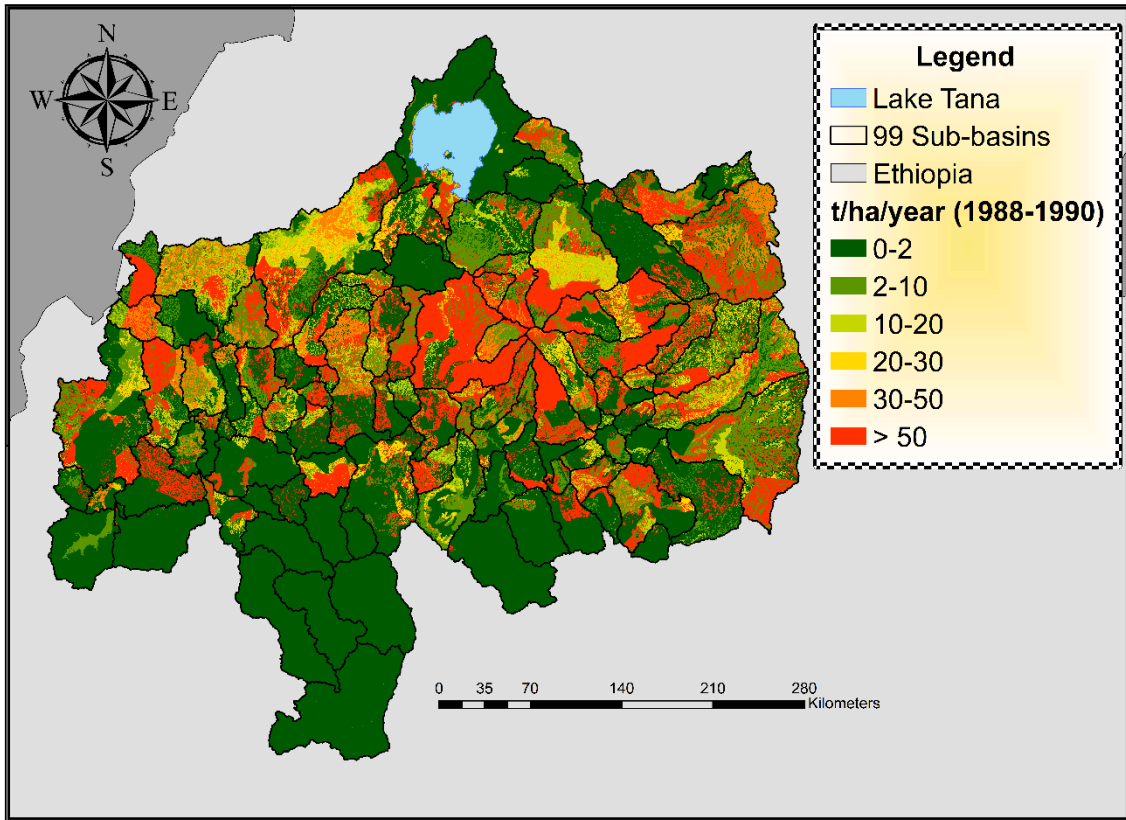 N
W E
S
Legend
Lake Tana
99 Sub-basins
Ethiopia
t/ha/year (1988-1990)
0-2
2-10
10-20
20-30
30-50
> 50
0 35 70 140 210 280
Kilometers